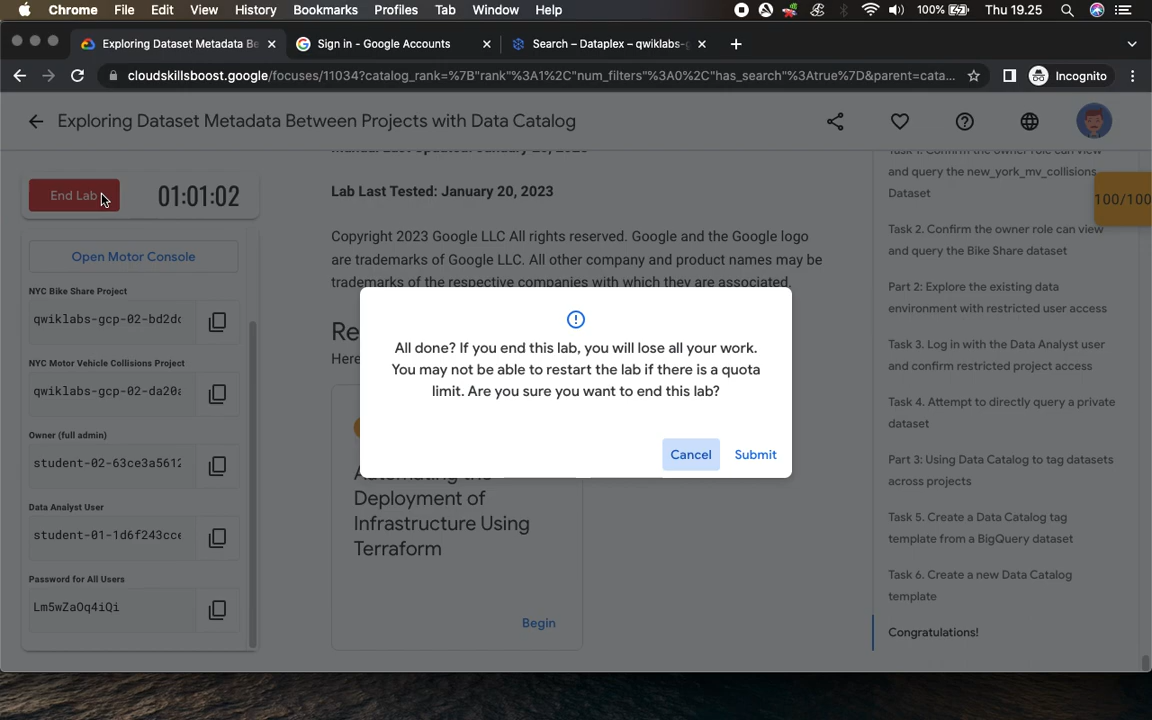 Chrome File Edit View History Bookmarks Profiles Tab Window Help 100% Thu 19.25
Exploring Dataset Metadata Be Sign in - Google Accounts Search – Dataplex – qwiklabs-g
cloudskillsboost.google/focuses/11034?catalog_rank=%7B"rank"%3A1%2C"num_filters"%3A0%2C"has_search"%3Atrue%7D&parent=cata... Incognito
Exploring Dataset Metadata Between Projects with Data Catalog
End Lab 01:01:02
Open Motor Console
NYC Bike Share Project
qwiklabs-gcp-02-bd2dc
NYC Motor Vehicle Collisions Project
qwiklabs-gcp-02-da20a
Owner (full admin)
student-02-63ce3a5612
Data Analyst User
student-01-1d6f243cce
Password for All Users
Lm5wZaOq4iQi
Lab Last Tested: January 20, 2023
Copyright 2023 Google LLC All rights reserved. Google and the Google logo
are trademarks of Google LLC. All other company and product names may be
trademarks of the respective companies with which they are associated.
Re
Here
All done? If you end this lab, you will lose all your work.
You may not be able to restart the lab if there is a quota
limit. Are you sure you want to end this lab?
Cancel Submit
Automating the
Deployment of
Infrastructure Using
Terraform
Begin
Task 1. Confirm the owner role can view
and query the new_york_mv_collisions
Dataset
100/100
Task 2. Confirm the owner role can view
and query the Bike Share dataset
Part 2: Explore the existing data
environment with restricted user access
Task 3. Log in with the Data Analyst user
and confirm restricted project access
Task 4. Attempt to directly query a private
dataset
Part 3: Using Data Catalog to tag datasets
across projects
Task 5. Create a Data Catalog tag
template from a BigQuery dataset
Task 6. Create a new Data Catalog
template
Congratulations!